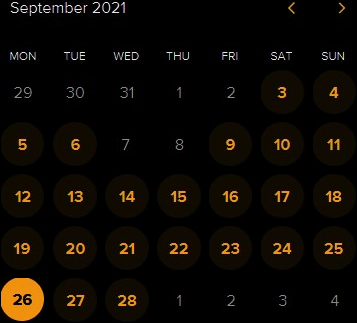 September 2021
MON TUE WED THU FRI SAT SUN
29 30 31 1 2 3 4
5 6 7 8 9 10 11
12 13 14 15 16 17 18
19 20 21 22 23 24 25
26 27 28 1 2 3 4